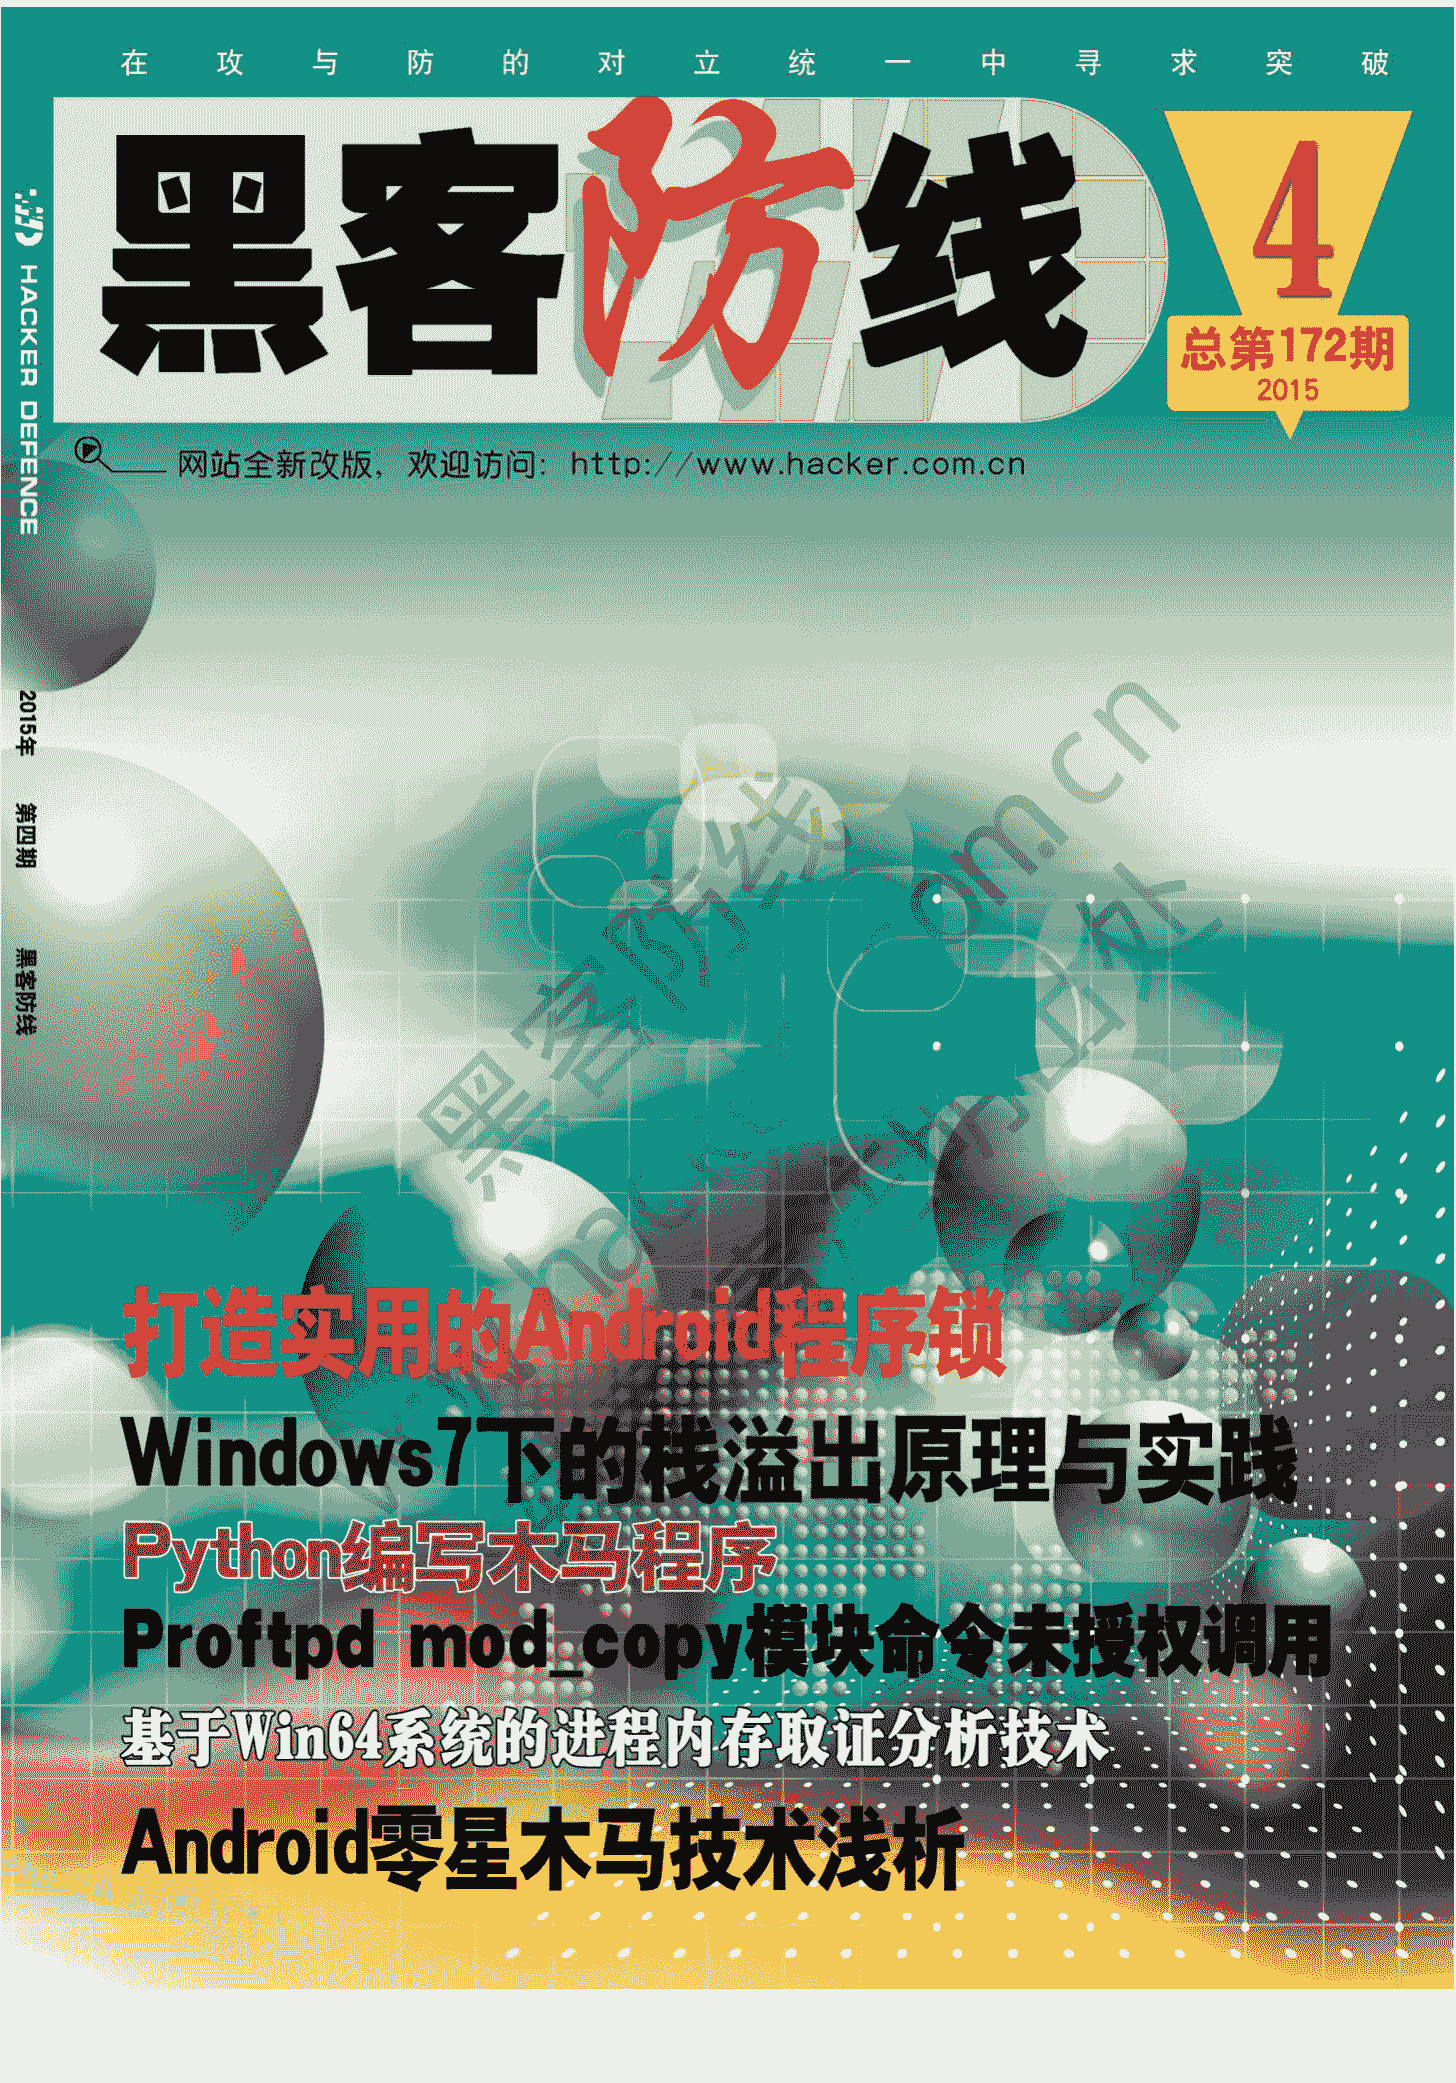 在攻与防的对立统一中寻求突破
黑客防线
4
总第172期
2015
HACKER DEFENCE
网站全新改版，欢迎访问：http://www.hacker.com.cn
2015年 第四期 黑客防线
黑客防线
打造实用的Android程序锁
Windows7下的栈溢出原理与实践
Python编写木马程序
Proftpd mod_copy模块命令未授权调用
基于Win64系统的进程内存取证分析技术
Android零星木马技术浅析